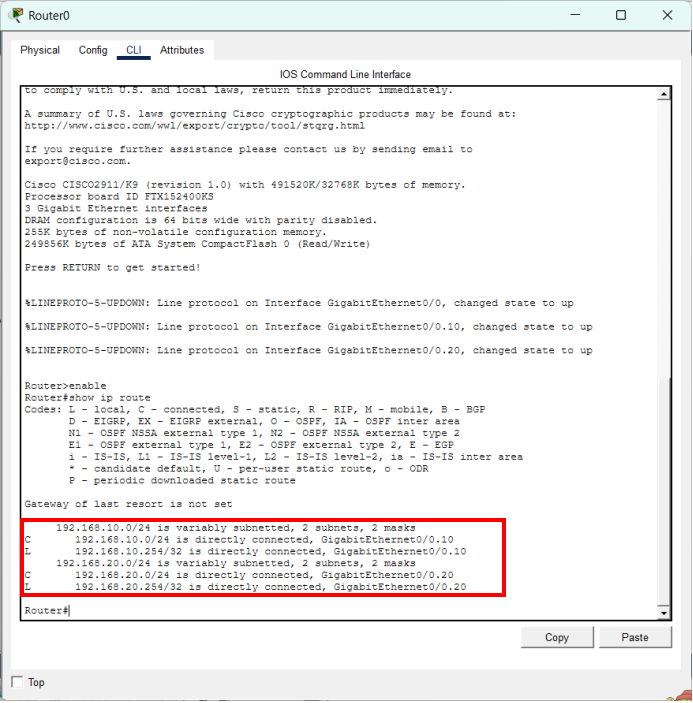 Router0
Physical Config CLI Attributes
IOS Command Line Interface
to comply with U.S. and local laws, return this product immediately.
A summary of U.S. laws governing Cisco cryptographic products may be found at:
http://www.cisco.com/wwl/export/crypto/tool/stqrg.html
If you require further assistance please contact us by sending email to
export@cisco.com.
Cisco CISCO2911/K9 (revision 1.0) with 491520K/32768K bytes of memory.
Processor board ID FTX152400KS
3 Gigabit Ethernet interfaces
DRAM configuration is 64 bits wide with parity disabled.
255K bytes of non-volatile configuration memory.
249856K bytes of ATA System CompactFlash 0 (Read/Write)
Press RETURN to get started!
%LINEPROTO-5-UPDOWN: Line protocol on Interface GigabitEthernet0/0, changed state to up
%LINEPROTO-5-UPDOWN: Line protocol on Interface GigabitEthernet0/0.10, changed state to up
%LINEPROTO-5-UPDOWN: Line protocol on Interface GigabitEthernet0/0.20, changed state to up
Router>enable
Router#show ip route
Codes: L - local, C - connected, S - static, R - RIP, M - mobile, B - BGP
D - EIGRP, EX - EIGRP external, O - OSPF, IA - OSPF inter area
N1 - OSPF NSSA external type 1, N2 - OSPF NSSA external type 2
E1 - OSPF external type 1, E2 - OSPF external type 2, E - EGP
i - IS-IS, L1 - IS-IS level-1, L2 - IS-IS level-2, ia - IS-IS inter area
* - candidate default, U - per-user static route, o - ODR
P - periodic downloaded static route
Gateway of last resort is not set
192.168.10.0/24 is variably subnetted, 2 subnets, 2 masks
C 192.168.10.0/24 is directly connected, GigabitEthernet0/0.10
L 192.168.10.254/32 is directly connected, GigabitEthernet0/0.10
192.168.20.0/24 is variably subnetted, 2 subnets, 2 masks
C 192.168.20.0/24 is directly connected, GigabitEthernet0/0.20
L 192.168.20.254/32 is directly connected, GigabitEthernet0/0.20
Router#
Copy Paste
Top